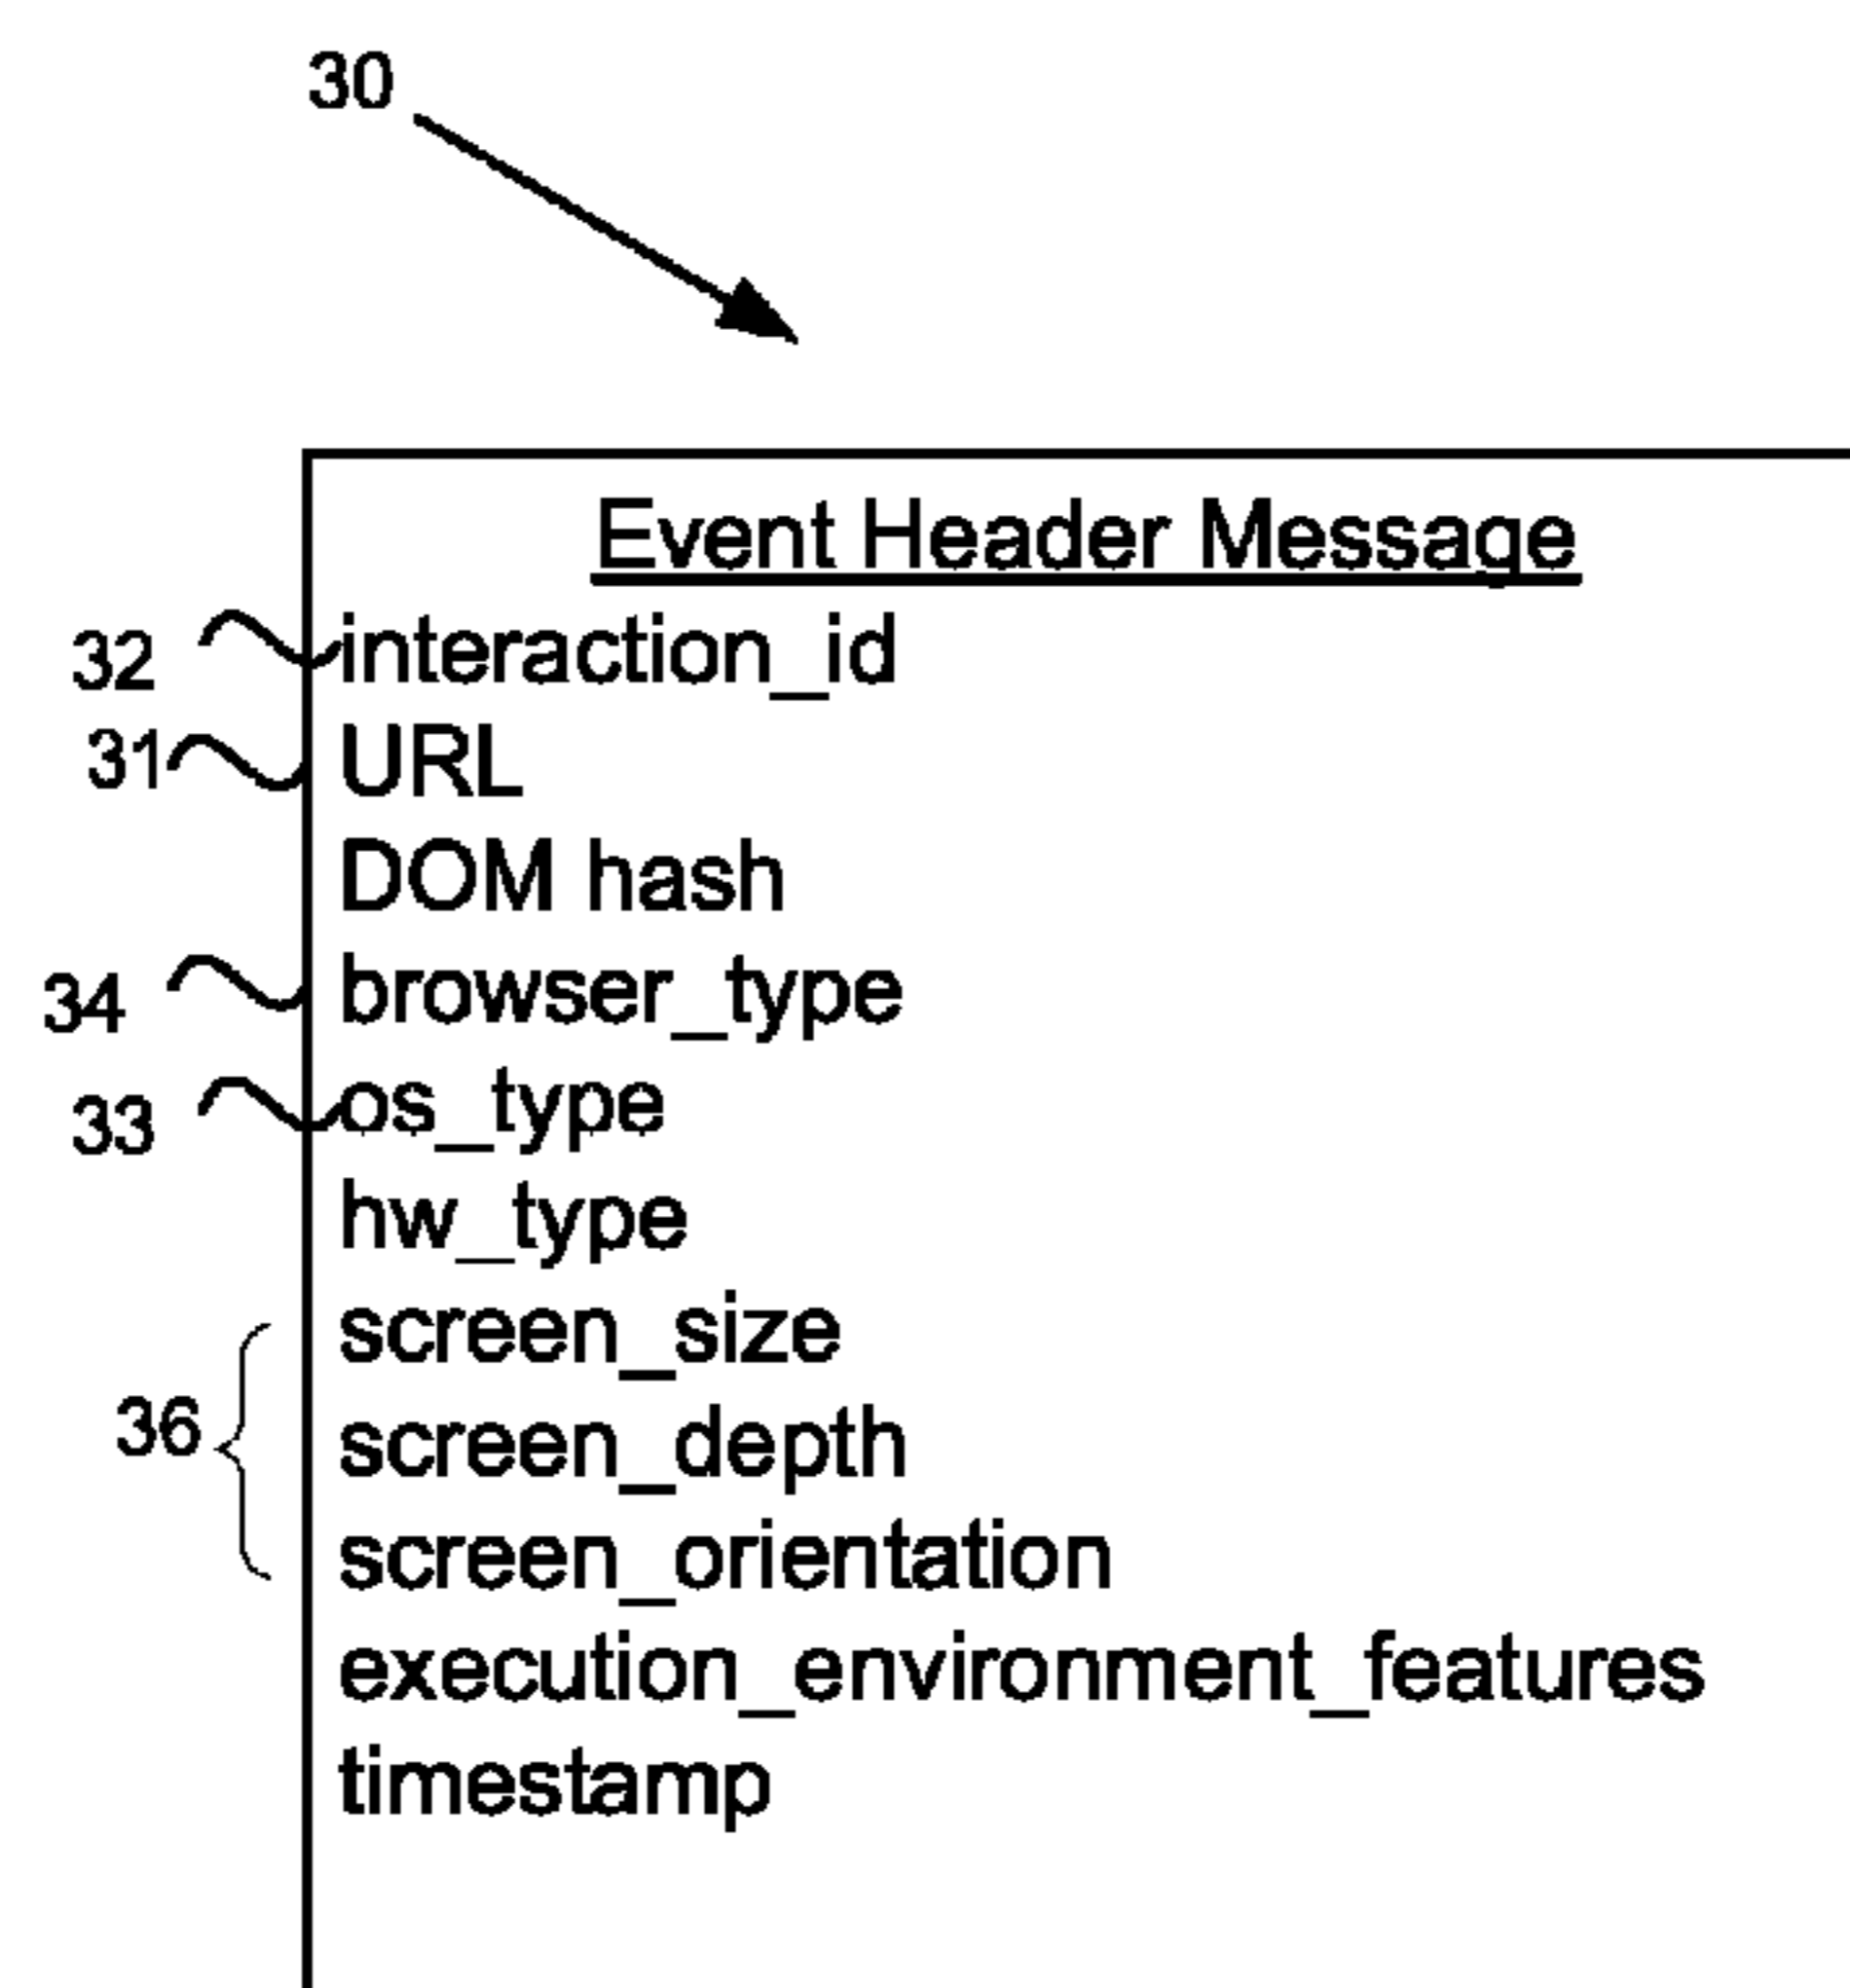 30
Event Header Message
32 interaction_id
31 URL
DOM hash
34 browser_type
33 os_type
hw_type
screen_size
36 screen_depth
screen_orientation
execution_environment_features
timestamp